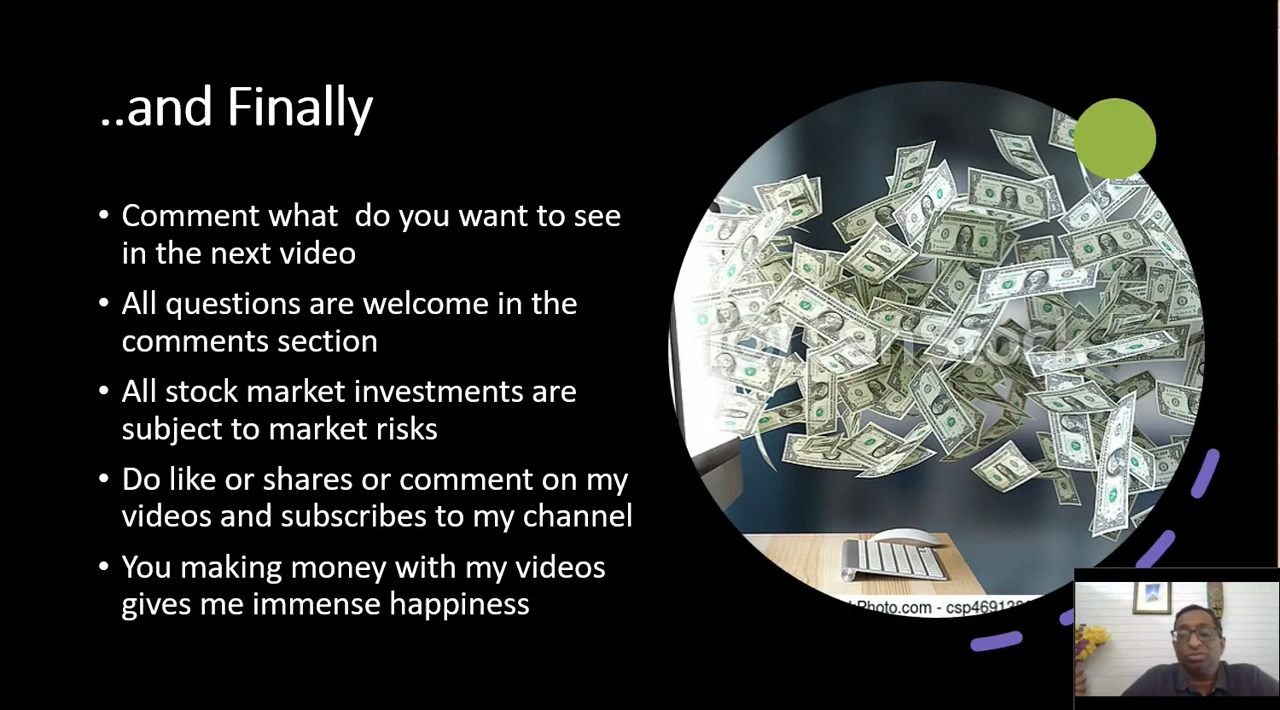 ..and Finally
• Comment what  do you want to see
in the next video
• All questions are welcome in the
comments section
• All stock market investments are
subject to market risks
• Do like or shares or comment on my
videos and subscribes to my channel
• You making money with my videos
gives me immense happiness
Photo.com - csp4691